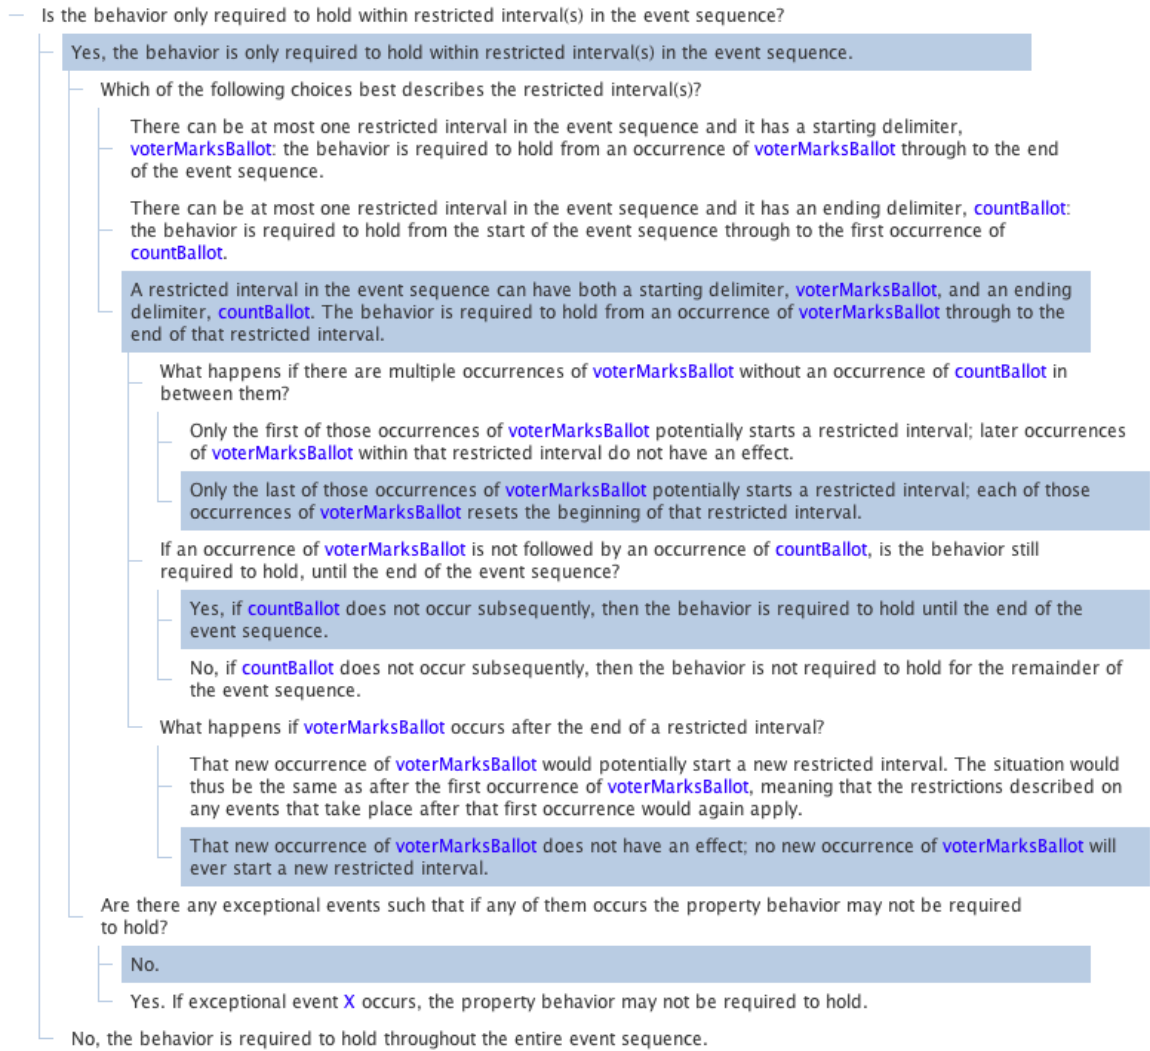 Is the behavior only required to hold within restricted interval(s) in the event sequence?
Yes, the behavior is only required to hold within restricted interval(s) in the event sequence.
Which of the following choices best describes the restricted interval(s)?
There can be at most one restricted interval in the event sequence and it has a starting delimiter,
voterMarksBallot: the behavior is required to hold from an occurrence of voterMarksBallot through to the end
of the event sequence.
There can be at most one restricted interval in the event sequence and it has an ending delimiter, countBallot:
the behavior is required to hold from the start of the event sequence through to the first occurrence of
countBallot.
A restricted interval in the event sequence can have both a starting delimiter, voterMarksBallot, and an ending
delimiter, countBallot. The behavior is required to hold from an occurrence of voterMarksBallot through to the
end of that restricted interval.
What happens if there are multiple occurrences of voterMarksBallot without an occurrence of countBallot in
between them?
Only the first of those occurrences of voterMarksBallot potentially starts a restricted interval; later occurrences
of voterMarksBallot within that restricted interval do not have an effect.
Only the last of those occurrences of voterMarksBallot potentially starts a restricted interval; each of those
occurrences of voterMarksBallot resets the beginning of that restricted interval.
If an occurrence of voterMarksBallot is not followed by an occurrence of countBallot, is the behavior still
required to hold, until the end of the event sequence?
Yes, if countBallot does not occur subsequently, then the behavior is required to hold until the end of the
event sequence.
No, if countBallot does not occur subsequently, then the behavior is not required to hold for the remainder of
the event sequence.
What happens if voterMarksBallot occurs after the end of a restricted interval?
That new occurrence of voterMarksBallot would potentially start a new restricted interval. The situation would
thus be the same as after the first occurrence of voterMarksBallot, meaning that the restrictions described on
any events that take place after that first occurrence would again apply.
That new occurrence of voterMarksBallot does not have an effect; no new occurrence of voterMarksBallot will
ever start a new restricted interval.
Are there any exceptional events such that if any of them occurs the property behavior may not be required
to hold?
No.
Yes. If exceptional event X occurs, the property behavior may not be required to hold.
No, the behavior is required to hold throughout the entire event sequence.